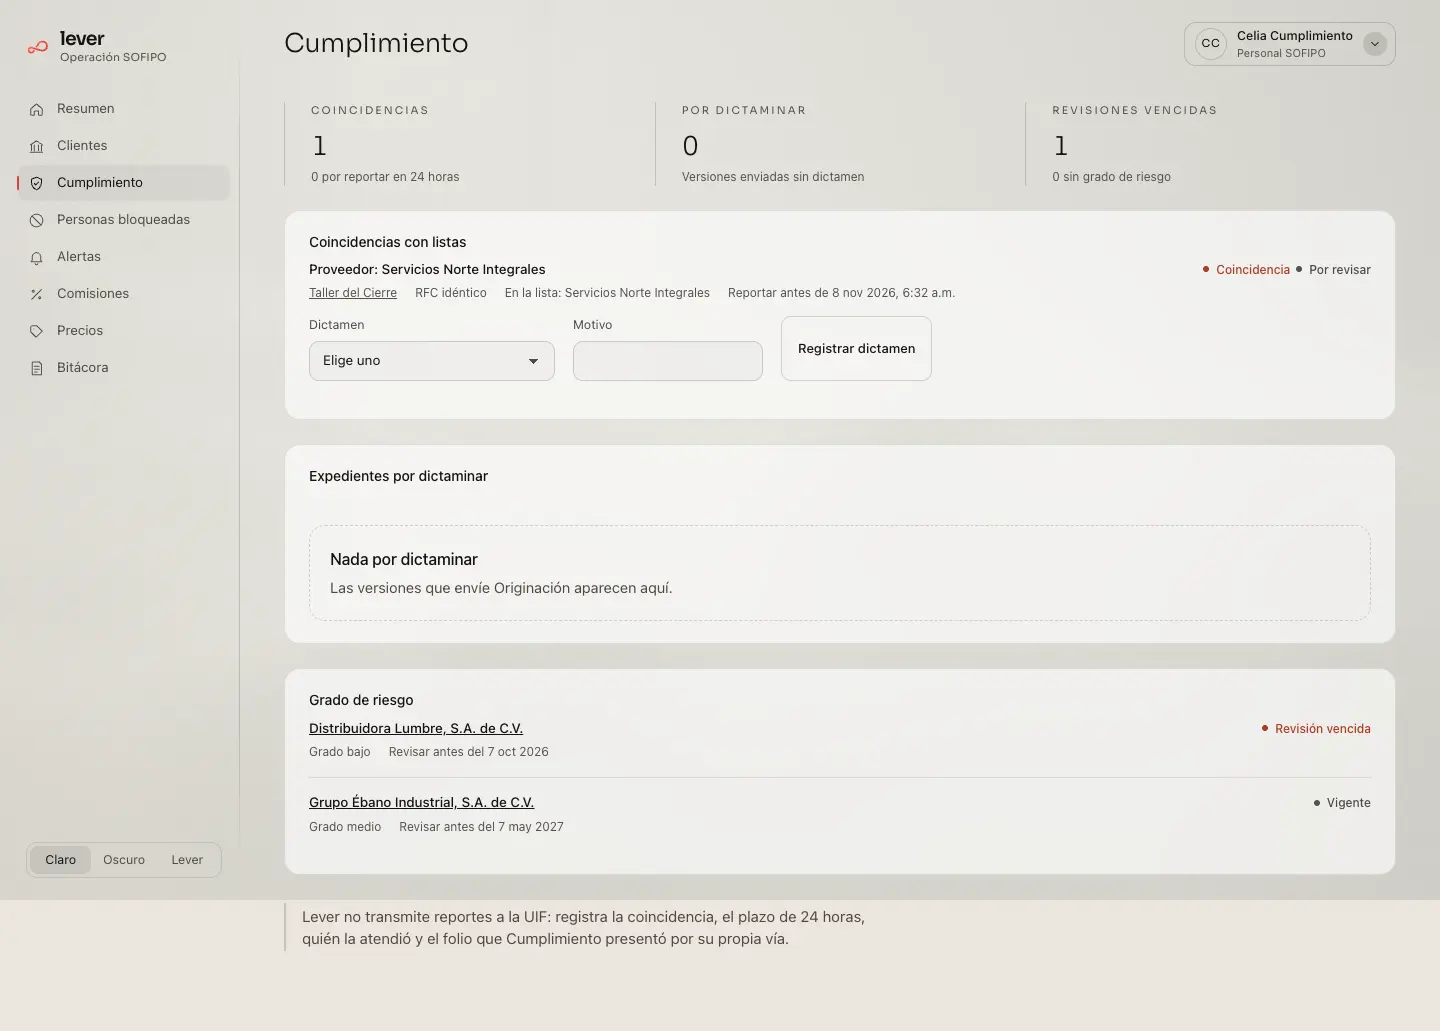 lever
Operación SOFIPO
Resumen
Clientes
Cumplimiento
Personas bloqueadas
Alertas
Comisiones
Precios
Bitácora
Claro
Oscuro
Lever
Cumplimiento
CC
Celia Cumplimiento
Personal SOFIPO
COINCIDENCIAS
1
0 por reportar en 24 horas
POR DICTAMINAR
0
Versiones enviadas sin dictamen
REVISIONES VENCIDAS
1
0 sin grado de riesgo
Coincidencias con listas
Proveedor: Servicios Norte Integrales
Coincidencia Por revisar
Taller del Cierre RFC idéntico En la lista: Servicios Norte Integrales Reportar antes de 8 nov 2026, 6:32 a.m.
Dictamen
Elige uno
Motivo
Registrar dictamen
Expedientes por dictaminar
Nada por dictaminar
Las versiones que envíe Originación aparecen aquí.
Grado de riesgo
Distribuidora Lumbre, S.A. de C.V.
Revisión vencida
Grado bajo Revisar antes del 7 oct 2026
Grupo Ébano Industrial, S.A. de C.V.
Vigente
Grado medio Revisar antes del 7 may 2027
Lever no transmite reportes a la UIF: registra la coincidencia, el plazo de 24 horas,
quién la atendió y el folio que Cumplimiento presentó por su propia vía.